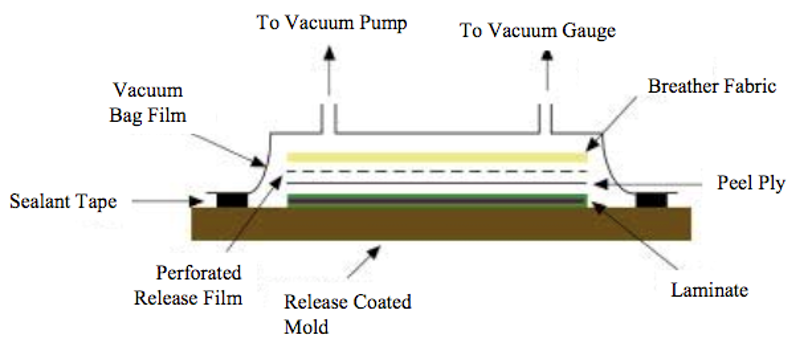 To Vacuum Pump
To Vacuum Gauge
Vacuum
Bag Film
Breather Fabric
Sealant Tape
Peel Ply
Perforated
Release Film
Release Coated
Mold
Laminate